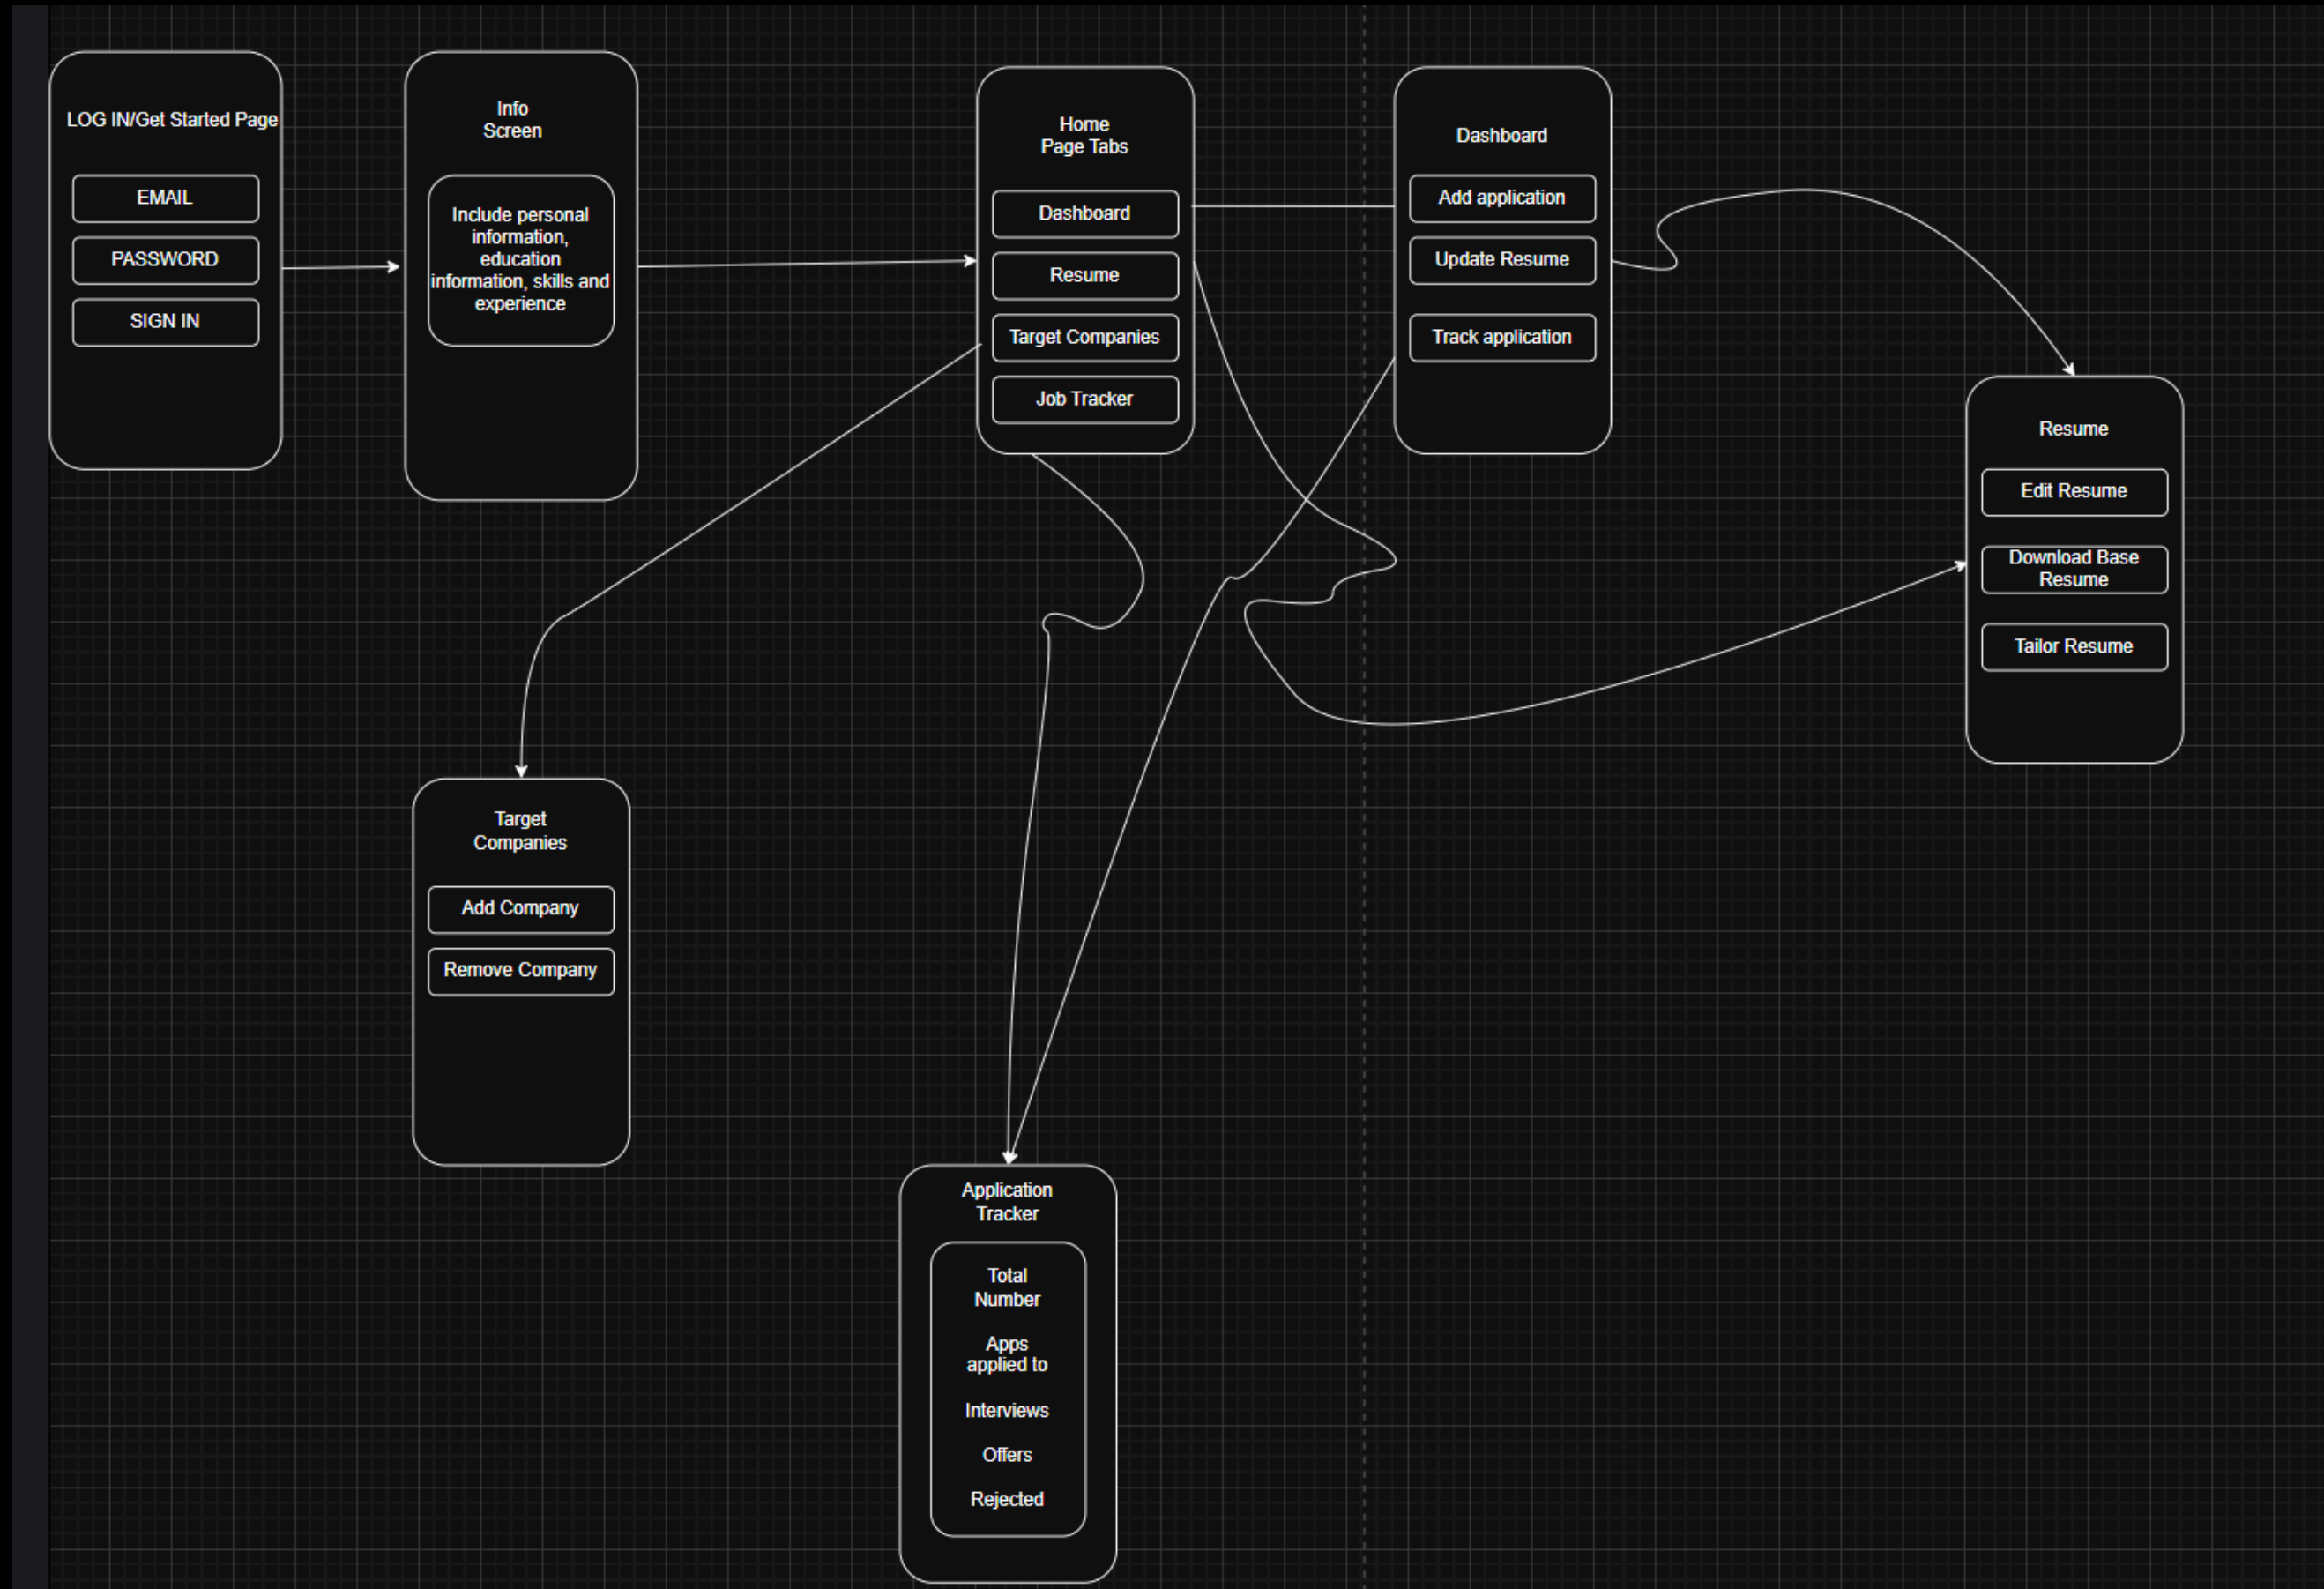 LOG IN/Get Started Page
EMAIL
PASSWORD
SIGN IN
Info
Screen
Include personal
information,
education
information, skills and
experience
Home
Page Tabs
Dashboard
Resume
Target Companies
Job Tracker
Dashboard
Add application
Update Resume
Track application
Resume
Edit Resume
Download Base
Resume
Tailor Resume
Target
Companies
Add Company
Remove Company
Application
Tracker
Total
Number
Apps
applied to
Interviews
Offers
Rejected